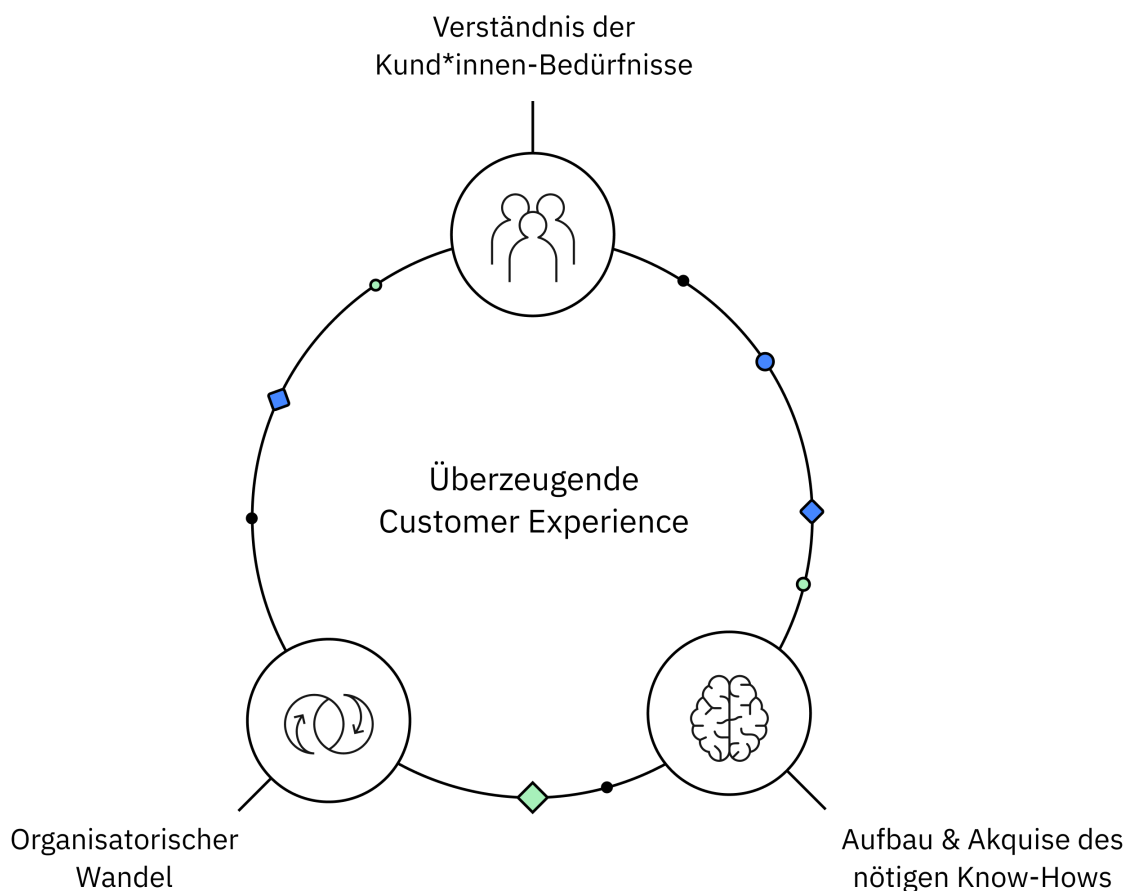 Verständnis der
Kund*innen-Bedürfnisse
Überzeugende
Customer Experience
Organisatorischer
Wandel
Aufbau & Akquise des
nötigen Know-Hows